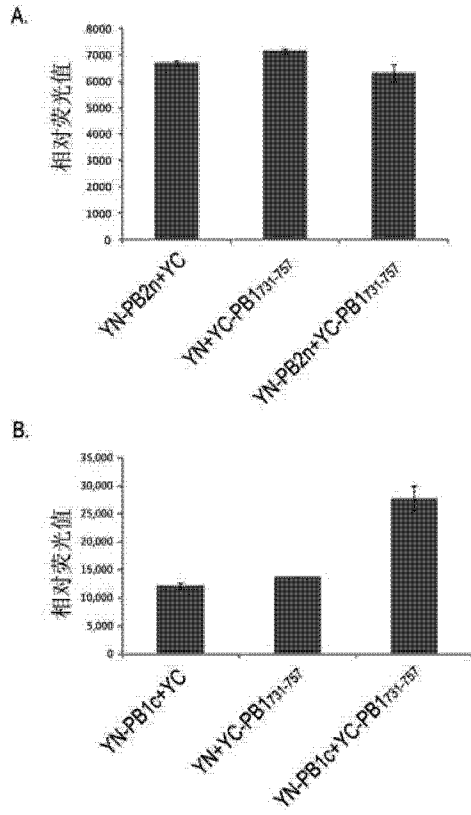 A.
相对荧光值
8000
7000
6000
5000
4000
3000
2000
1000
0
YN-PB2n+YC
YN+YC-PB1731-757
YN-PB2n+YC-PB1731-757
B.
相对荧光值
35,000
30,000
25,000
20,000
15,000
10,000
5,000
0
YN-PB1c+YC
YN+YC-PB1731-757
YN-PB1c+YC-PB1731-757